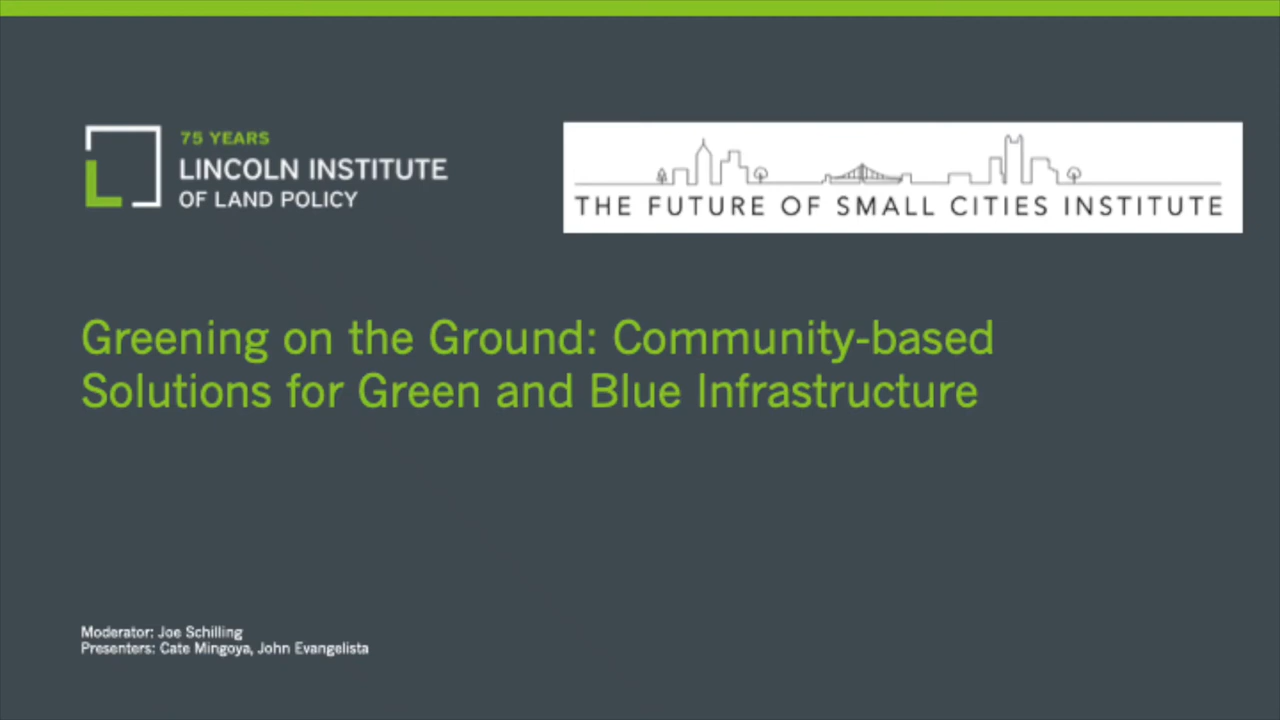 75 YEARS
LINCOLN INSTITUTE
OF LAND POLICY
THE FUTURE OF SMALL CITIES INSTITUTE
Greening on the Ground: Community-based
Solutions for Green and Blue Infrastructure
Moderator: Joe Schilling
Presenters: Cate Mingoya, John Evangelista